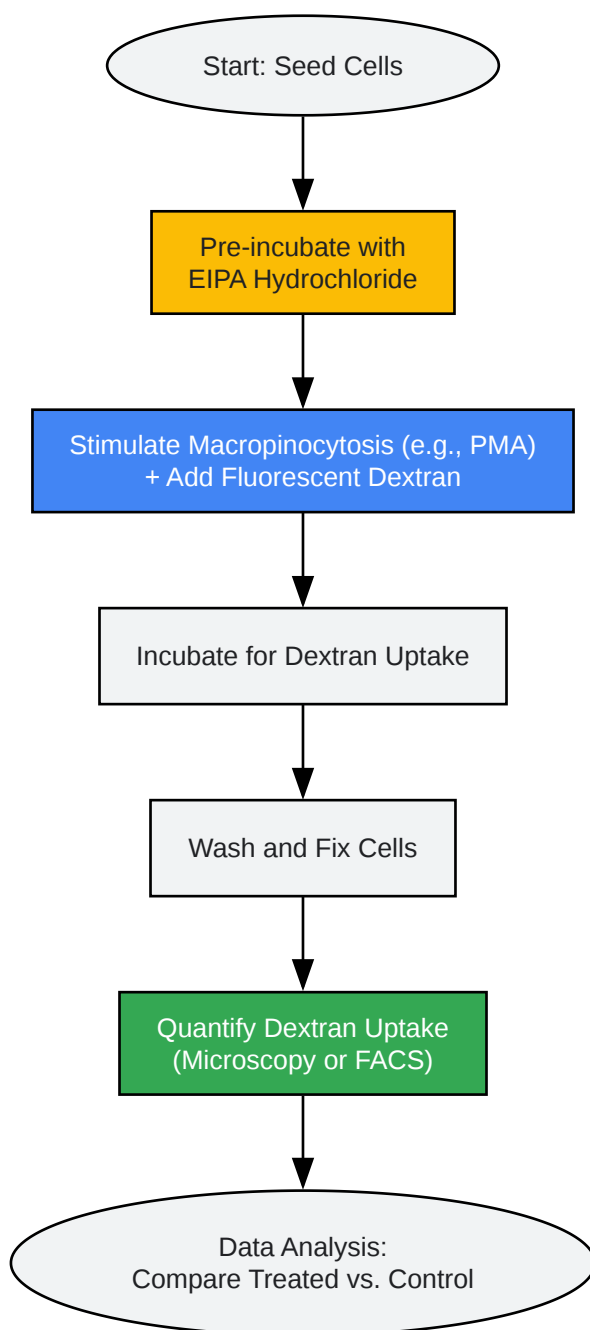 Start: Seed Cells
Pre-incubate with
EIPA Hydrochloride
Stimulate Macropinocytosis (e.g., PMA)
+ Add Fluorescent Dextran
Incubate for Dextran Uptake
Wash and Fix Cells
Quantify Dextran Uptake
(Microscopy or FACS)
Data Analysis:
Compare Treated vs. Control